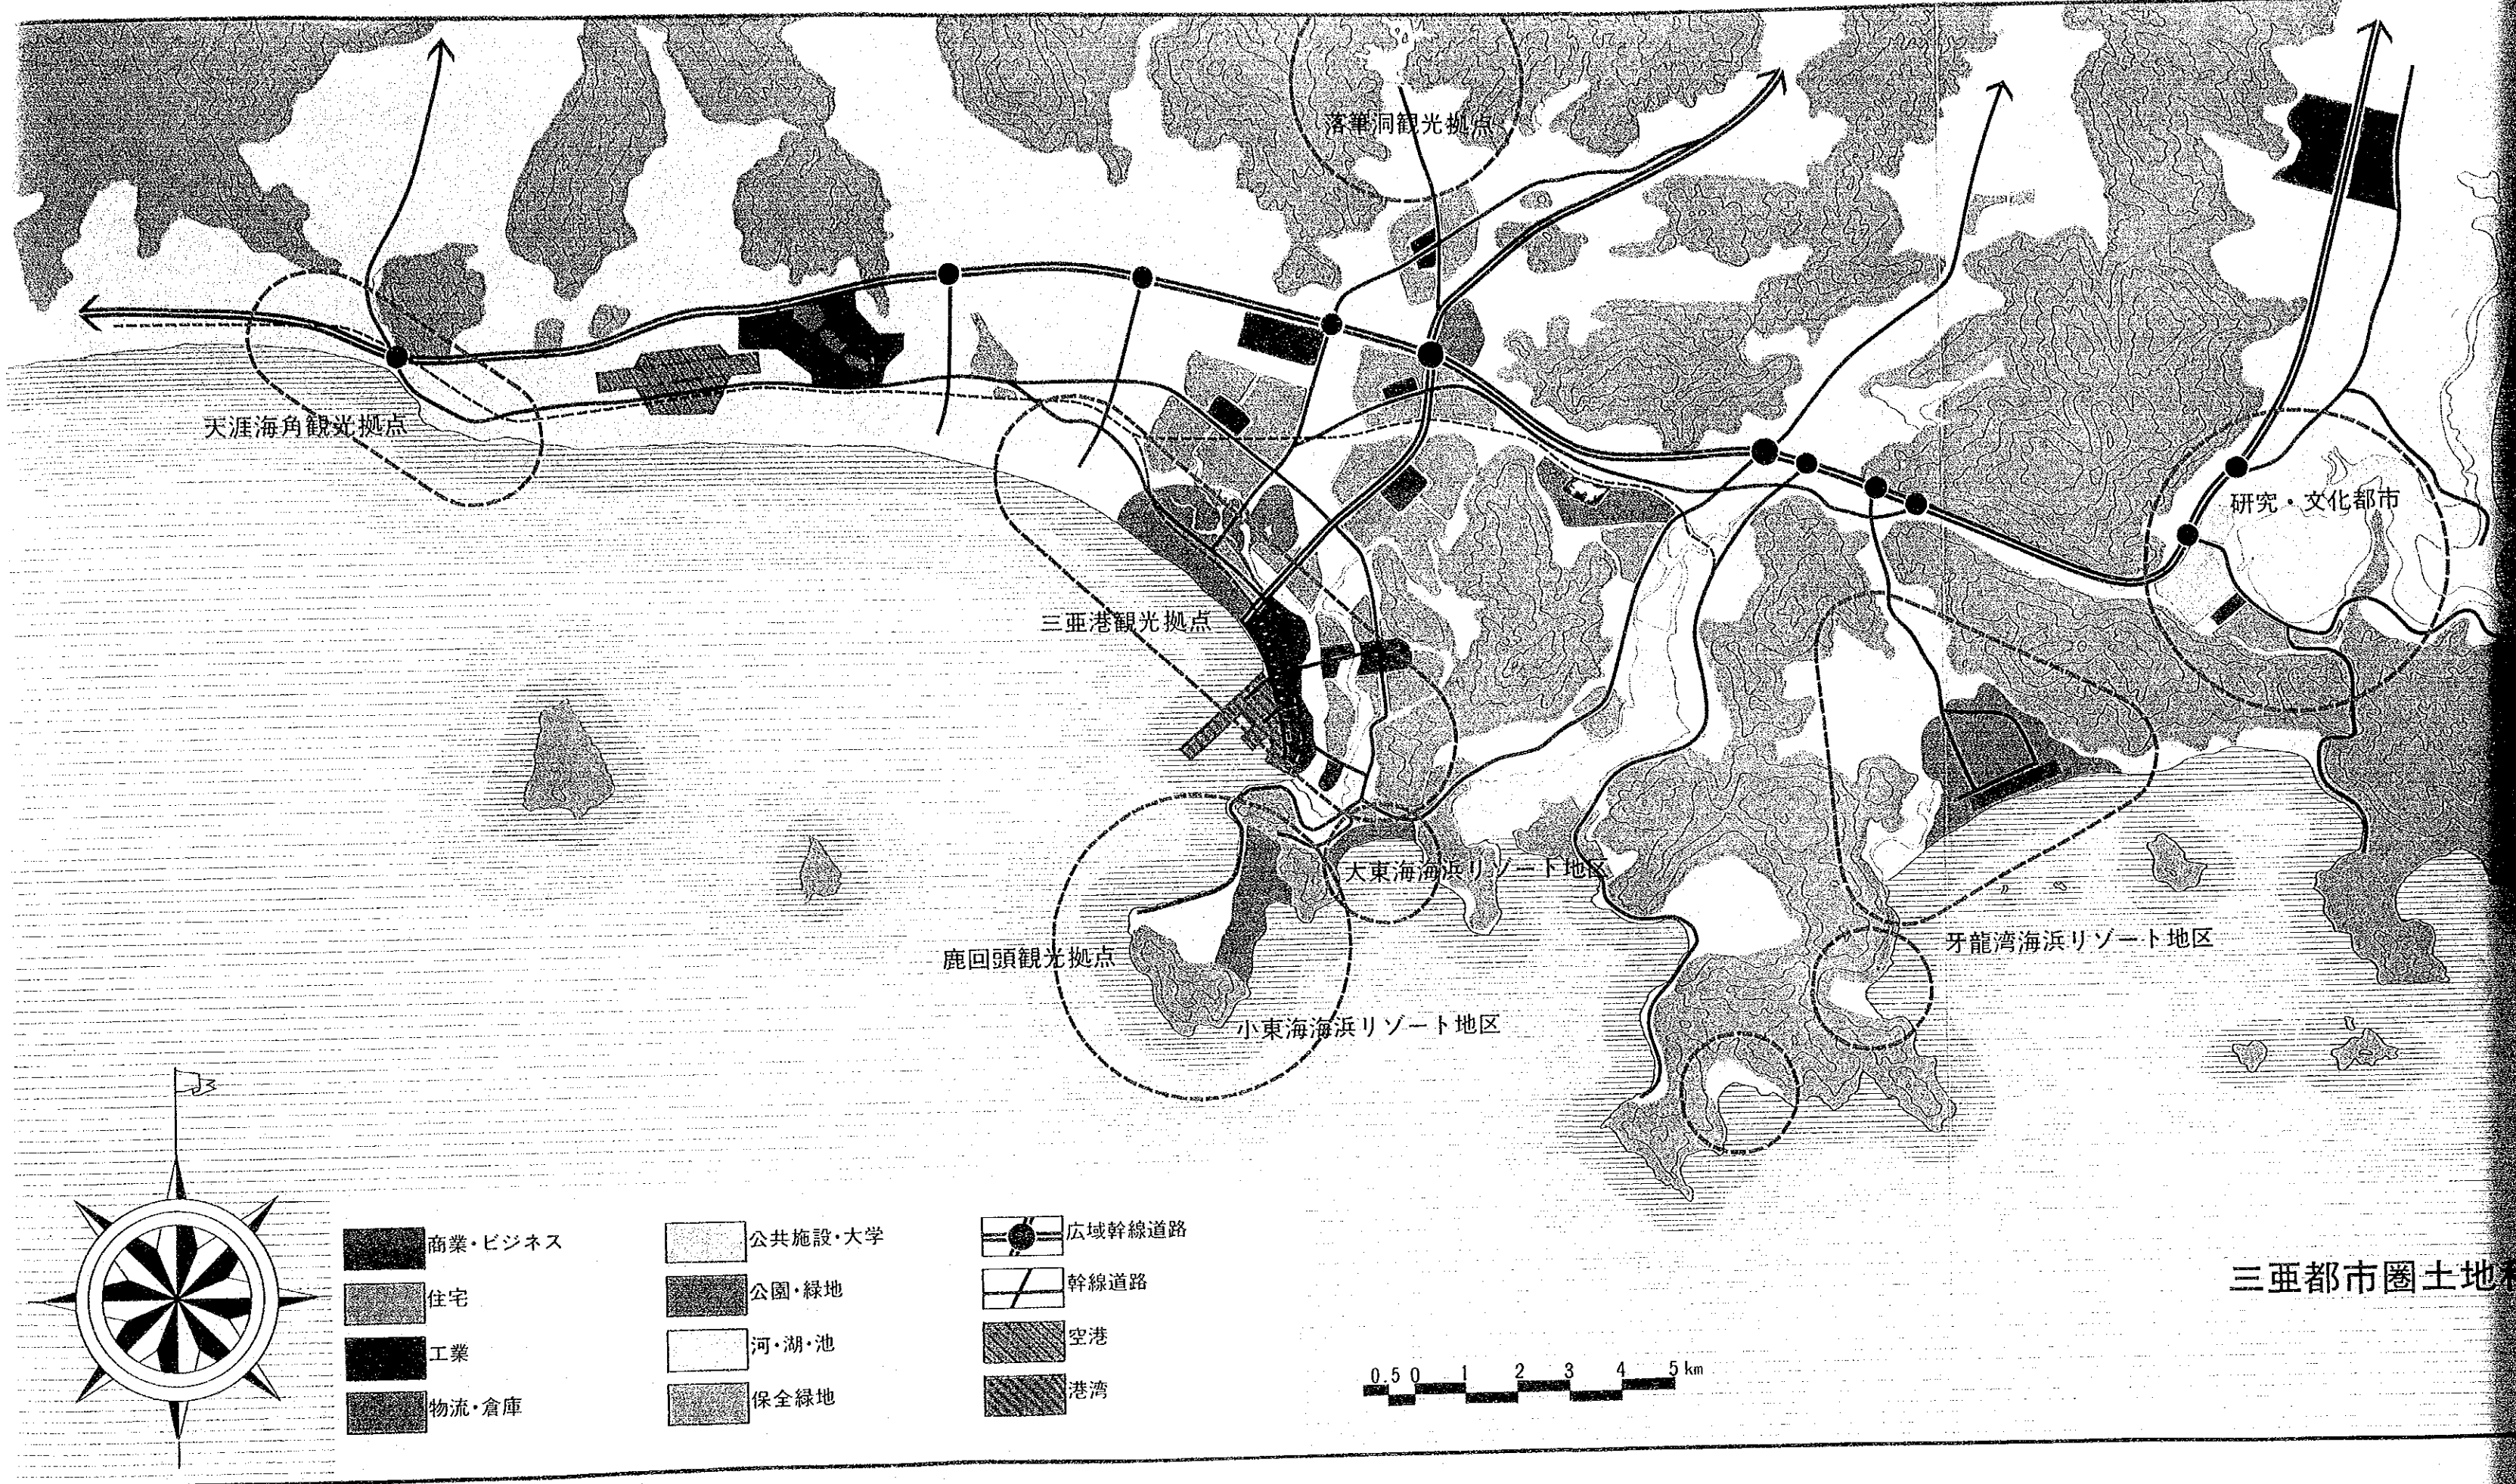 落筆洞観光拠点
天涯海角観光拠点
研究・文化都市
三亜港観光拠点
大東海海浜リゾート地区
牙龍湾海浜リゾート地区
鹿回頭観光拠点
小東海海浜リゾート地区
商業・ビジネス
住宅
工業
物流・倉庫
公共施設・大学
公園・緑地
河・湖・池
保全緑地
広域幹線道路
幹線道路
空港
港湾
0.5 0 1 2 3 4 5 km
三亜都市圏土地